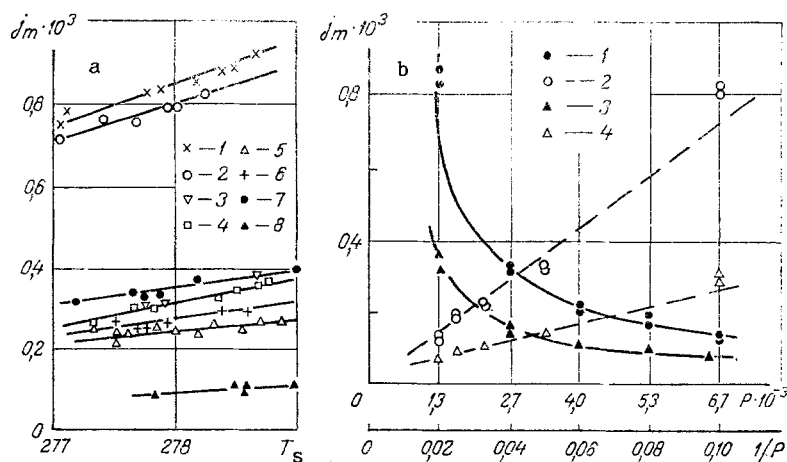 jm·10³
a
0,8
0,6
0,4
0,2
0
× — 1
○ — 2
▽ — 3
□ — 4
△ — 5
+ — 6
● — 7
▲ — 8
277 278 Ts
jm·10³
b
0,8
0,4
● — 1
○ — 2
▲ — 3
△ — 4
0 1,3 2,7 4,0 5,3 6,7 P·10⁻³
0 0,02 0,04 0,06 0,08 0,10 1/P